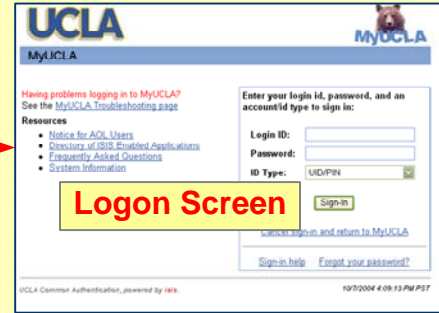 UCLA
MyUCLA
MyUCLA
Having problems logging in to MyUCLA?
See the MyUCLA Troubleshooting page
Resources
Notice for AOL Users
Directory of ISIS Enabled Applications
Frequently Asked Questions
System Information
Enter your login id, password, and an
account/id type to sign in:
Login ID:
Password:
ID Type: UID/PIN
Sign-In
Logon Screen
Cancel sign-in and return to MyUCLA
Sign-in help Forgot your password?
UCLA Common Authentication, powered by isis.
10/7/2004 4:09:13 PM PST